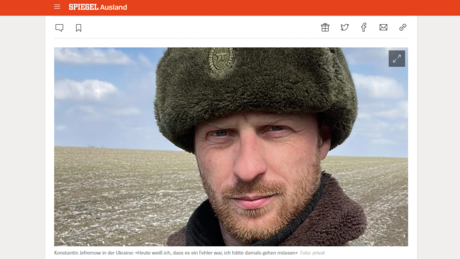 SPIEGEL Ausland
Konstantin Jefremow in der Ukraine: »Heute weiß ich, dass es ein Fehler war, ich hätte damals gehen müssen« Foto: privat